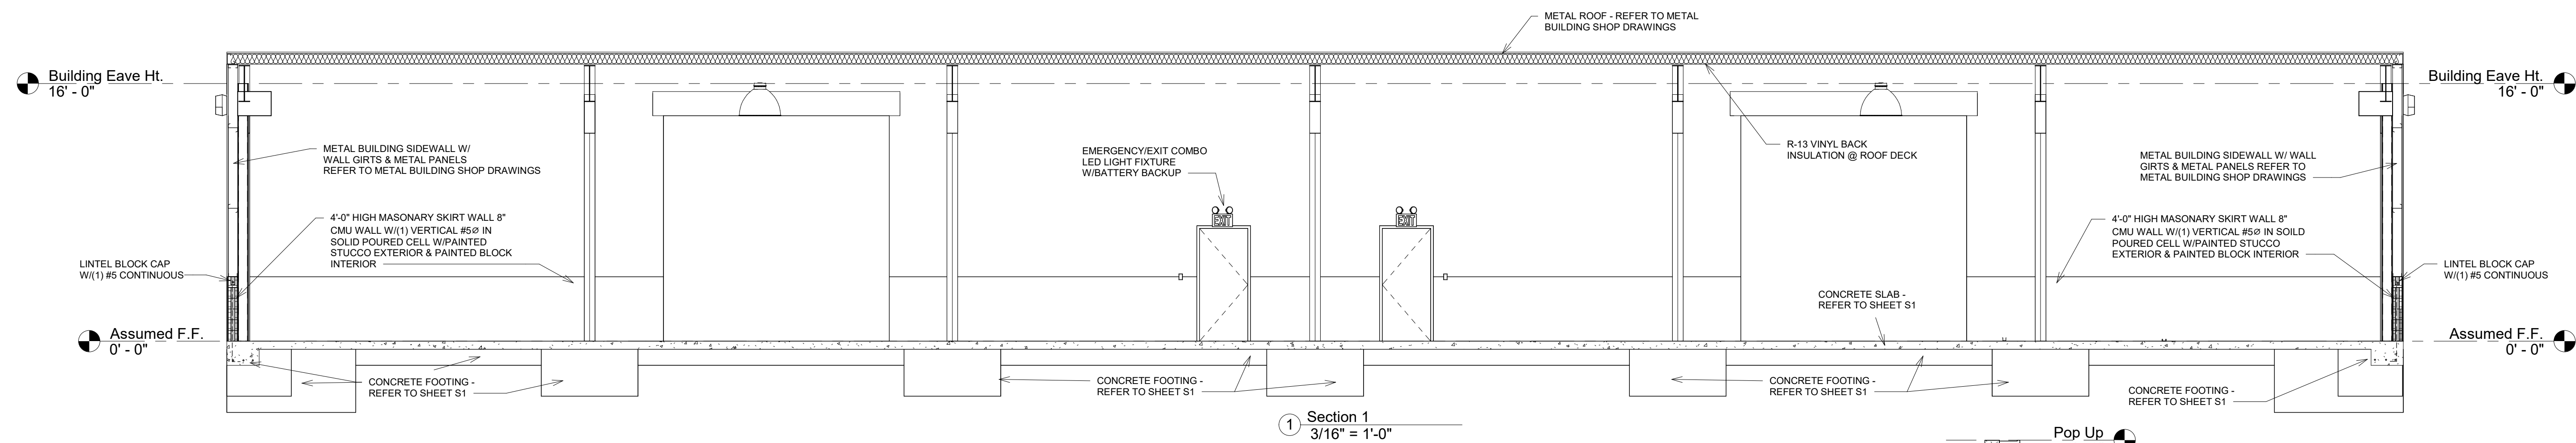 METAL ROOF - REFER TO METAL
BUILDING SHOP DRAWINGS
Building Eave Ht.
16' - 0"
Building Eave Ht.
16' - 0"
METAL BUILDING SIDEWALL W/
WALL GIRTS & METAL PANELS
REFER TO METAL BUILDING SHOP DRAWINGS
EMERGENCY/EXIT COMBO
LED LIGHT FIXTURE
W/BATTERY BACKUP
R-13 VINYL BACK
INSULATION @ ROOF DECK
METAL BUILDING SIDEWALL W/ WALL
GIRTS & METAL PANELS REFER TO
METAL BUILDING SHOP DRAWINGS
4'-0" HIGH MASONARY SKIRT WALL 8"
CMU WALL W/(1) VERTICAL #5Ø IN
SOLID POURED CELL W/PAINTED
STUCCO EXTERIOR & PAINTED BLOCK
INTERIOR
EXIT
EXIT
4'-0" HIGH MASONARY SKIRT WALL 8"
CMU WALL W/(1) VERTICAL #5Ø IN SOILD
POURED CELL W/PAINTED STUCCO
EXTERIOR & PAINTED BLOCK INTERIOR
LINTEL BLOCK CAP
W/(1) #5 CONTINUOUS
LINTEL BLOCK CAP
W/(1) #5 CONTINUOUS
CONCRETE SLAB -
REFER TO SHEET S1
Assumed F.F.
0' - 0"
Assumed F.F.
0' - 0"
CONCRETE FOOTING -
REFER TO SHEET S1
CONCRETE FOOTING -
REFER TO SHEET S1
CONCRETE FOOTING -
REFER TO SHEET S1
CONCRETE FOOTING -
REFER TO SHEET S1
1 Section 1
3/16" = 1'-0"
Pop Up